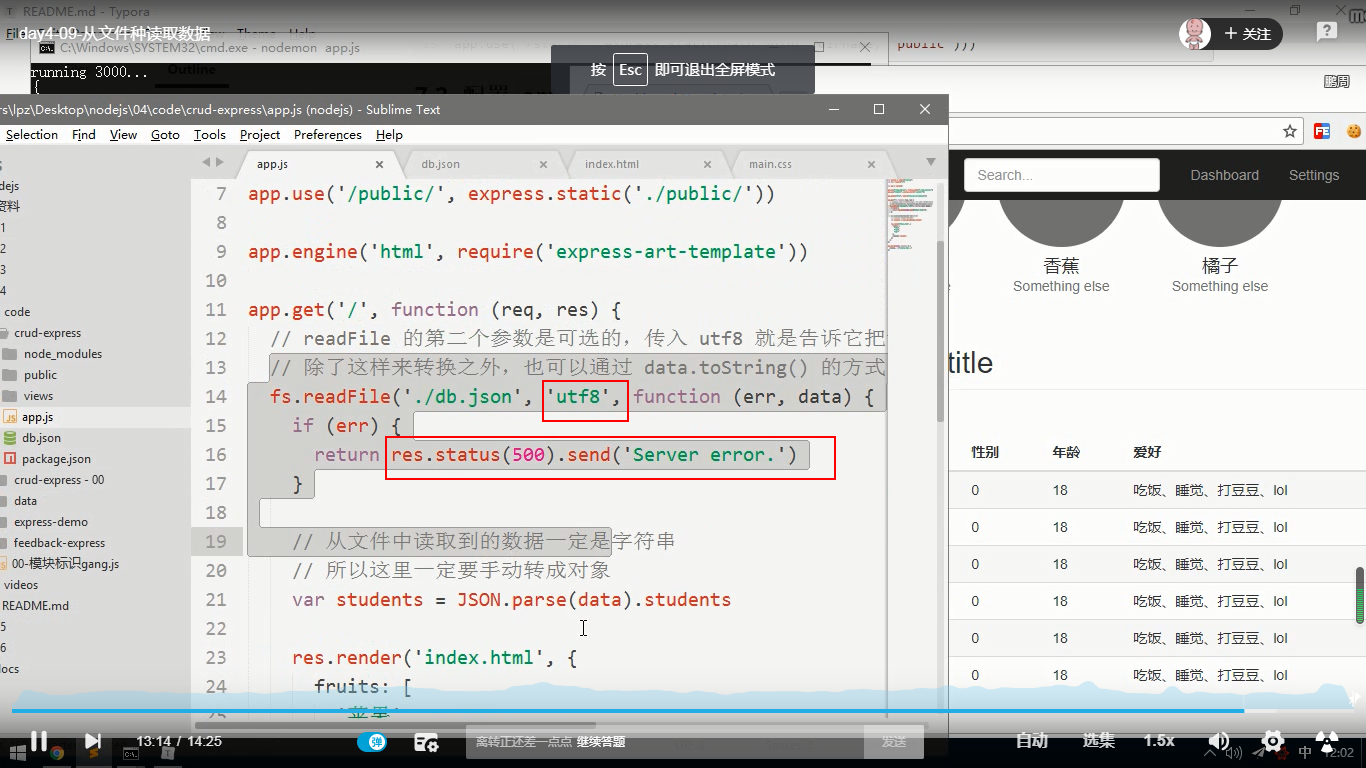 README.md - Typora
day4-09-从文件种读取数据
C:\Windows\SYSTEM32\cmd.exe - nodemon app.js
running 3000...
{
Outline
public')))
关注
按 Esc 即可退出全屏模式
鹏周
rs\lpz\Desktop\nodejs\04\code\crud-express\app.js (nodejs) - Sublime Text
Selection Find View Goto Tools Project Preferences Help
app.js
db.json
index.html
main.css
dejs
资料
1
2
3
4
code
crud-express
node_modules
public
views
app.js
db.json
package.json
crud-express - 00
data
express-demo
feedback-express
00-模块标识gang.js
videos
README.md
5
6
locs
7 app.use('/public/', express.static('./public/'))
8
9 app.engine('html', require('express-art-template'))
10
11 app.get('/', function (req, res) {
12 // readFile 的第二个参数是可选的，传入 utf8 就是告诉它把
13 // 除了这样来转换之外，也可以通过 data.toString() 的方式
14 fs.readFile('./db.json', 'utf8', function (err, data) {
15 if (err) {
16 return res.status(500).send('Server error.')
17 }
18
19 // 从文件中读取到的数据一定是字符串
20 // 所以这里一定要手动转成对象
21 var students = JSON.parse(data).students
22
23 res.render('index.html', {
24 fruits: [
Search...
Dashboard
Settings
香蕉
Something else
橘子
Something else
title
性别 年龄 爱好
0 18 吃饭、睡觉、打豆豆、lol
0 18 吃饭、睡觉、打豆豆、lol
0 18 吃饭、睡觉、打豆豆、lol
0 18 吃饭、睡觉、打豆豆、lol
0 18 吃饭、睡觉、打豆豆、lol
0 18 吃饭、睡觉、打豆豆、lol
13:14 / 14:25
弹
离转正还差一点点 继续答题
发送
自动
选集
1.5x
中
12:02